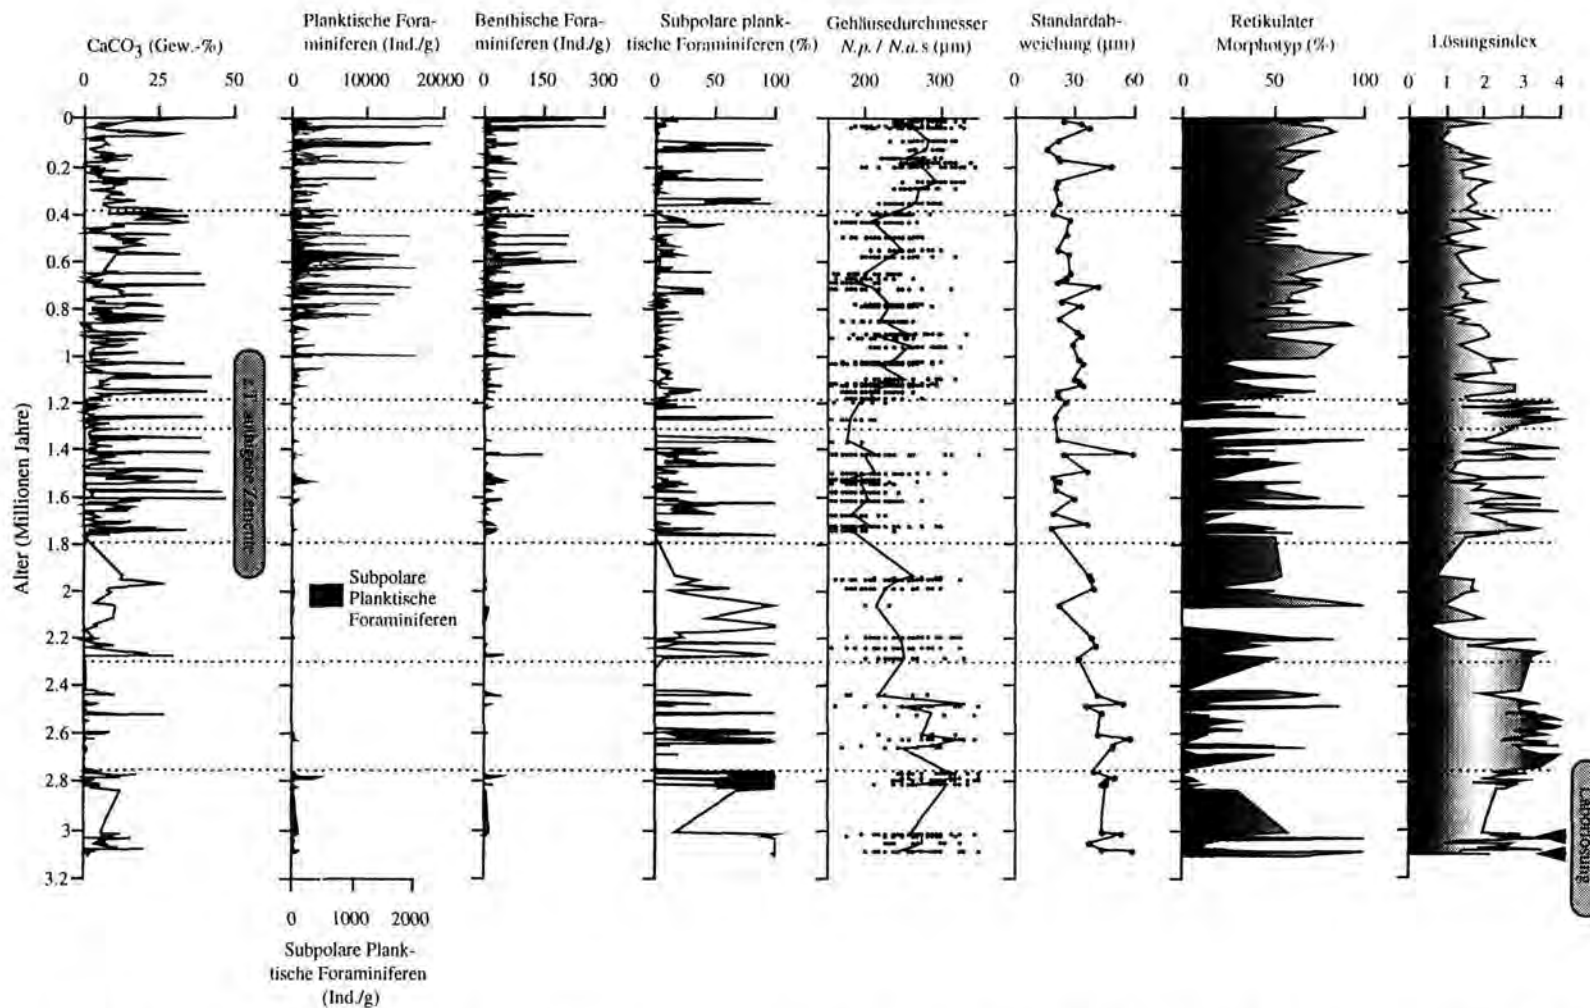 CaCO3 (Gew.-%)
0 25 50
Planktische Fora-
miniferen (Ind./g)
0 10000 20000
Benthische Fora-
miniferen (Ind./g)
0 150 300
Subpolare plank-
tische Foraminiferen (%)
0 50 100
Gehäusedurchmesser
N.p. / N.a.s (µm)
200 300
Standardab-
weichung (µm)
0 30 60
Retikulater
Morphotyp (%)
0 50 100
Lösungsindex
0 1 2 3 4
Alter (Millionen Jahre)
0
0.2
0.4
0.6
0.8
1
1.2
1.4
1.6
1.8
2
2.2
2.4
2.6
2.8
3
3.2
z.T. authigene Zemente
Subpolare
Planktische
Foraminiferen
0 1000 2000
Subpolare Plank-
tische Foraminiferen
(Ind./g)